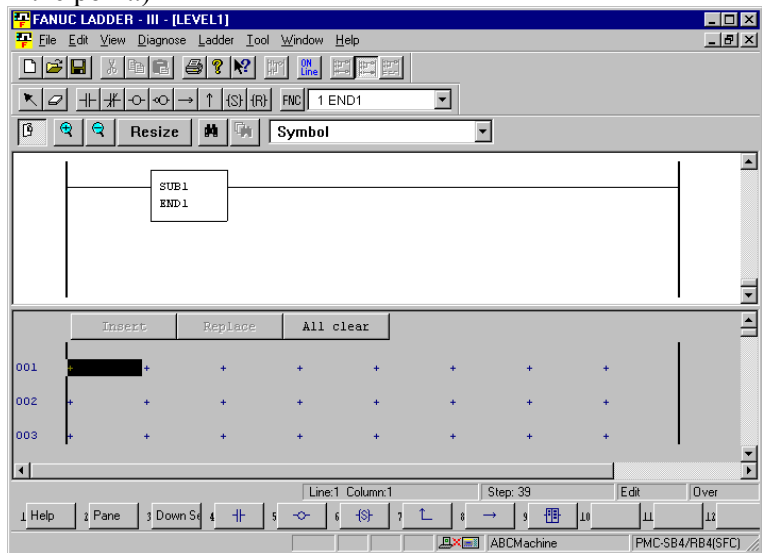 FANUC LADDER - III - [LEVEL1]
File Edit View Diagnose Ladder Tool Window Help
ON Line
{S} {R} FNC 1 END1
Resize Symbol
SUB1
END1
Insert Replace All clear
001
002
003
Line:1 Column:1 Step: 39 Edit Over
1 Help 2 Pane 3 Down Se 4 5 6 (S) 7 8 9 10 11 12
ABCMachine PMC-SB4/RB4(SFC)